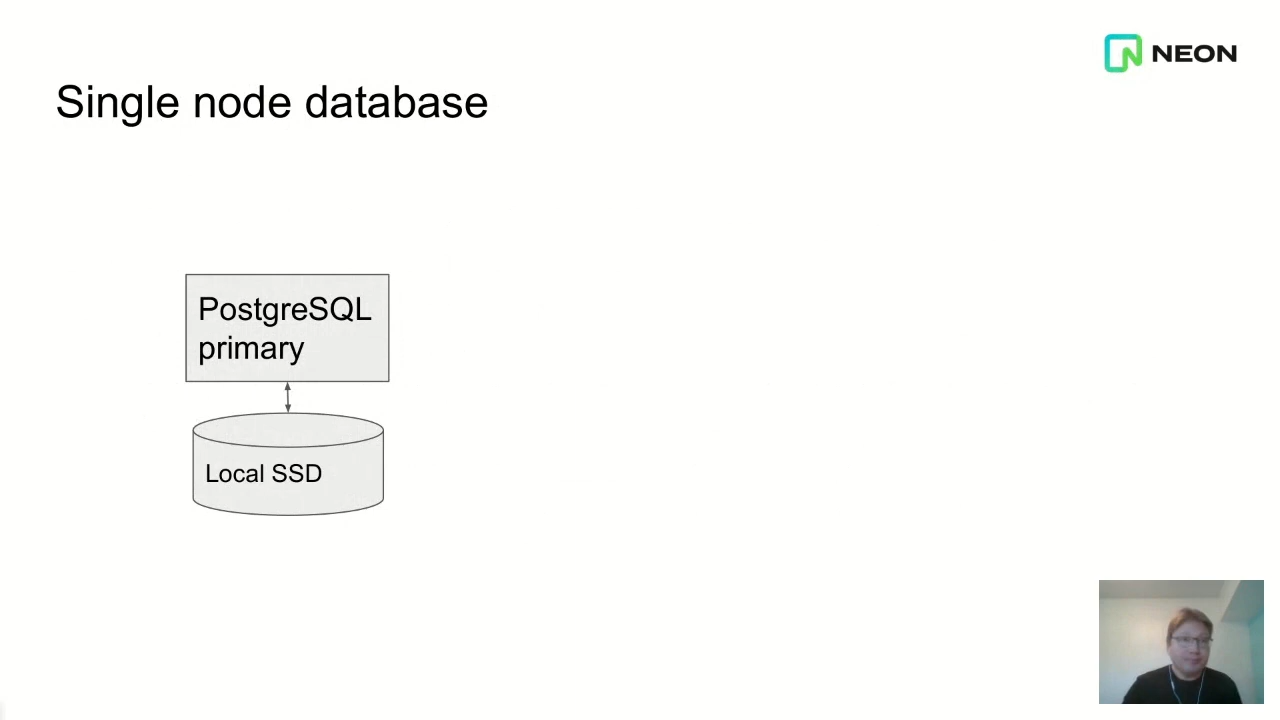 NEON
Single node database
PostgreSQL
primary
Local SSD